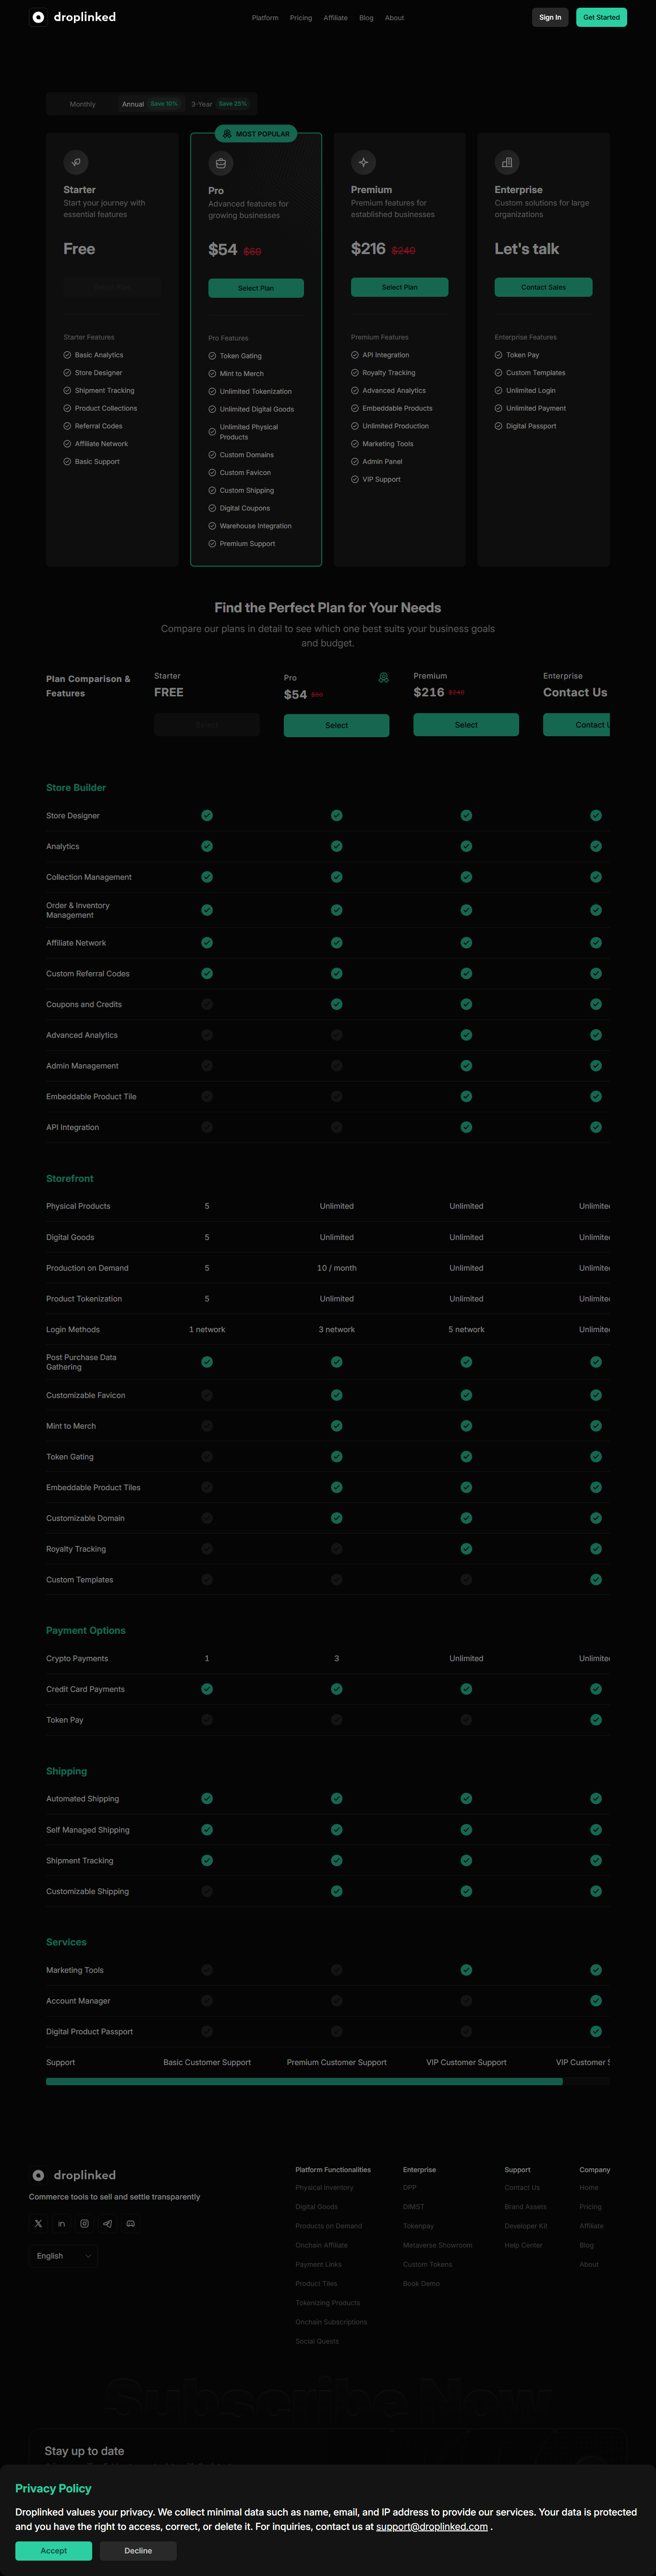 droplinked
Platform Pricing Affiliate Blog About
Sign In Get Started
Monthly Annual Save 10% 3-Year Save 25%
MOST POPULAR
Starter
Start your journey with
essential features
Free
Starter Features
Basic Analytics
Store Designer
Shipment Tracking
Product Collections
Referral Codes
Affiliate Network
Basic Support
Pro
Advanced features for
growing businesses
$54 $60
Select Plan
Pro Features
Token Gating
Mint to Merch
Unlimited Tokenization
Unlimited Digital Goods
Unlimited Physical
Products
Custom Domains
Custom Favicon
Custom Shipping
Digital Coupons
Warehouse Integration
Premium Support
Premium
Premium features for
established businesses
$216 $240
Select Plan
Premium Features
API Integration
Royalty Tracking
Advanced Analytics
Embeddable Products
Unlimited Production
Marketing Tools
Admin Panel
VIP Support
Enterprise
Custom solutions for large
organizations
Let's talk
Contact Sales
Enterprise Features
Token Pay
Custom Templates
Unlimited Login
Unlimited Payment
Digital Passport
Find the Perfect Plan for Your Needs
Compare our plans in detail to see which one best suits your business goals
and budget.
Plan Comparison &
Features
Starter
FREE
Select
Pro
$54 $60
Select
Premium
$216 $240
Select
Enterprise
Contact Us
Contact U
Store Builder
Store Designer
Analytics
Collection Management
Order & Inventory
Management
Affiliate Network
Custom Referral Codes
Coupons and Credits
Advanced Analytics
Admin Management
Embeddable Product Tile
API Integration
Storefront
Physical Products 5 Unlimited Unlimited Unlimited
Digital Goods 5 Unlimited Unlimited Unlimited
Production on Demand 5 10 / month Unlimited Unlimited
Product Tokenization 5 Unlimited Unlimited Unlimited
Login Methods 1 network 3 network 5 network Unlimited
Post Purchase Data
Gathering
Customizable Favicon
Mint to Merch
Token Gating
Embeddable Product Tiles
Customizable Domain
Royalty Tracking
Custom Templates
Payment Options
Crypto Payments 1 3 Unlimited Unlimited
Credit Card Payments
Token Pay
Shipping
Automated Shipping
Self Managed Shipping
Shipment Tracking
Customizable Shipping
Services
Marketing Tools
Account Manager
Digital Product Passport
Support Basic Customer Support Premium Customer Support VIP Customer Support VIP Customer S
droplinked
Commerce tools to sell and settle transparently
English
Platform Functionalities
Physical Inventory
Digital Goods
Products on Demand
Onchain Affiliate
Payment Links
Product Tiles
Tokenizing Products
Onchain Subscriptions
Social Quests
Enterprise
DPP
DIMST
Tokenpay
Metaverse Showroom
Custom Tokens
Book Demo
Support
Contact Us
Brand Assets
Developer Kit
Help Center
Company
Home
Pricing
Affiliate
Blog
About
Subscribe Now
Stay up to date
Privacy Policy
Droplinked values your privacy. We collect minimal data such as name, email, and IP address to provide our services. Your data is protected
and you have the right to access, correct, or delete it. For inquiries, contact us at support@droplinked.com .
Accept Decline